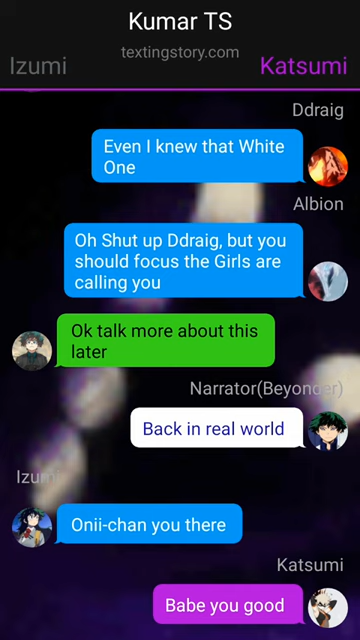 Kumar TS
textingstory.com
Izumi
Katsumi
Ddraig
Even I knew that White
One
Albion
Oh Shut up Ddraig, but you
should focus the Girls are
calling you
Ok talk more about this
later
Narrator(Beyonder)
Back in real world
Izumi
Onii-chan you there
Katsumi
Babe you good